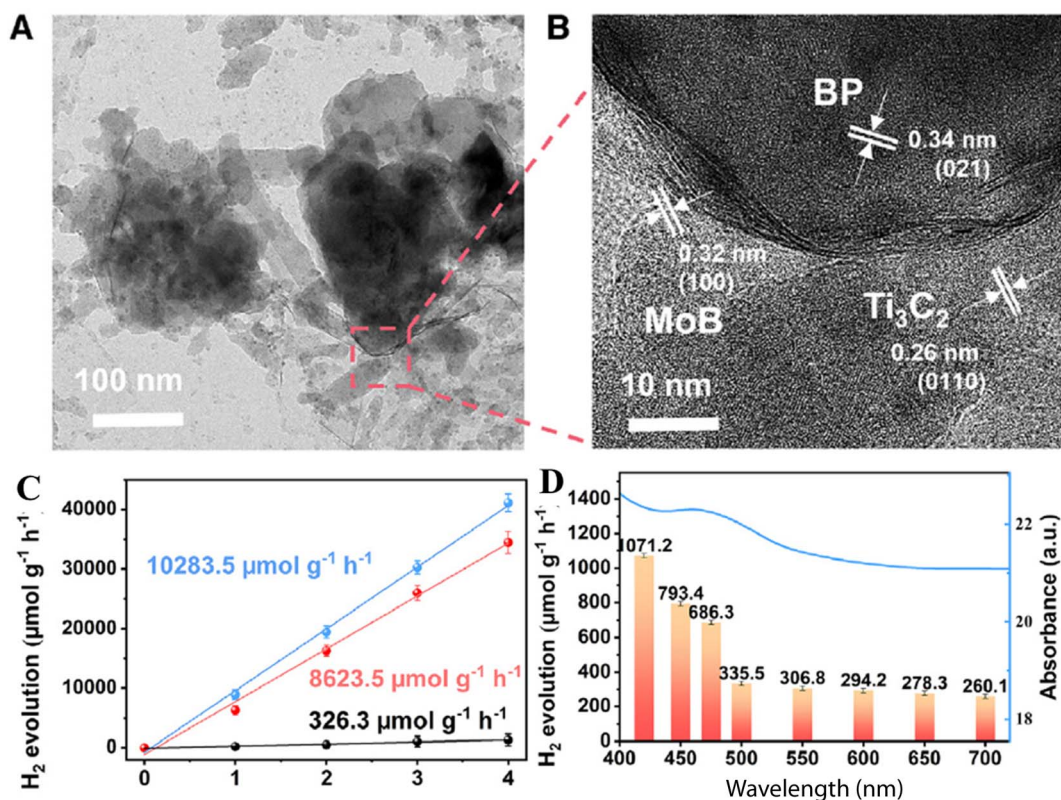 A
100 nm
B
BP
0.34 nm
(021)
0.32 nm
(100)
MoB
Ti₃C₂
0.26 nm
(0110)
10 nm
C
H₂ evolution (μmol g⁻¹ h⁻¹)
40000
30000
20000
10000
0
10283.5 μmol g⁻¹ h⁻¹
8623.5 μmol g⁻¹ h⁻¹
326.3 μmol g⁻¹ h⁻¹
0 1 2 3 4
D
H₂ evolution (μmol g⁻¹ h⁻¹)
1400
1200
1000
800
600
400
200
0
1071.2
793.4
686.3
335.5
306.8
294.2
278.3
260.1
22
20
18
Absorbance (a.u.)
400 450 500 550 600 650 700
Wavelength (nm)